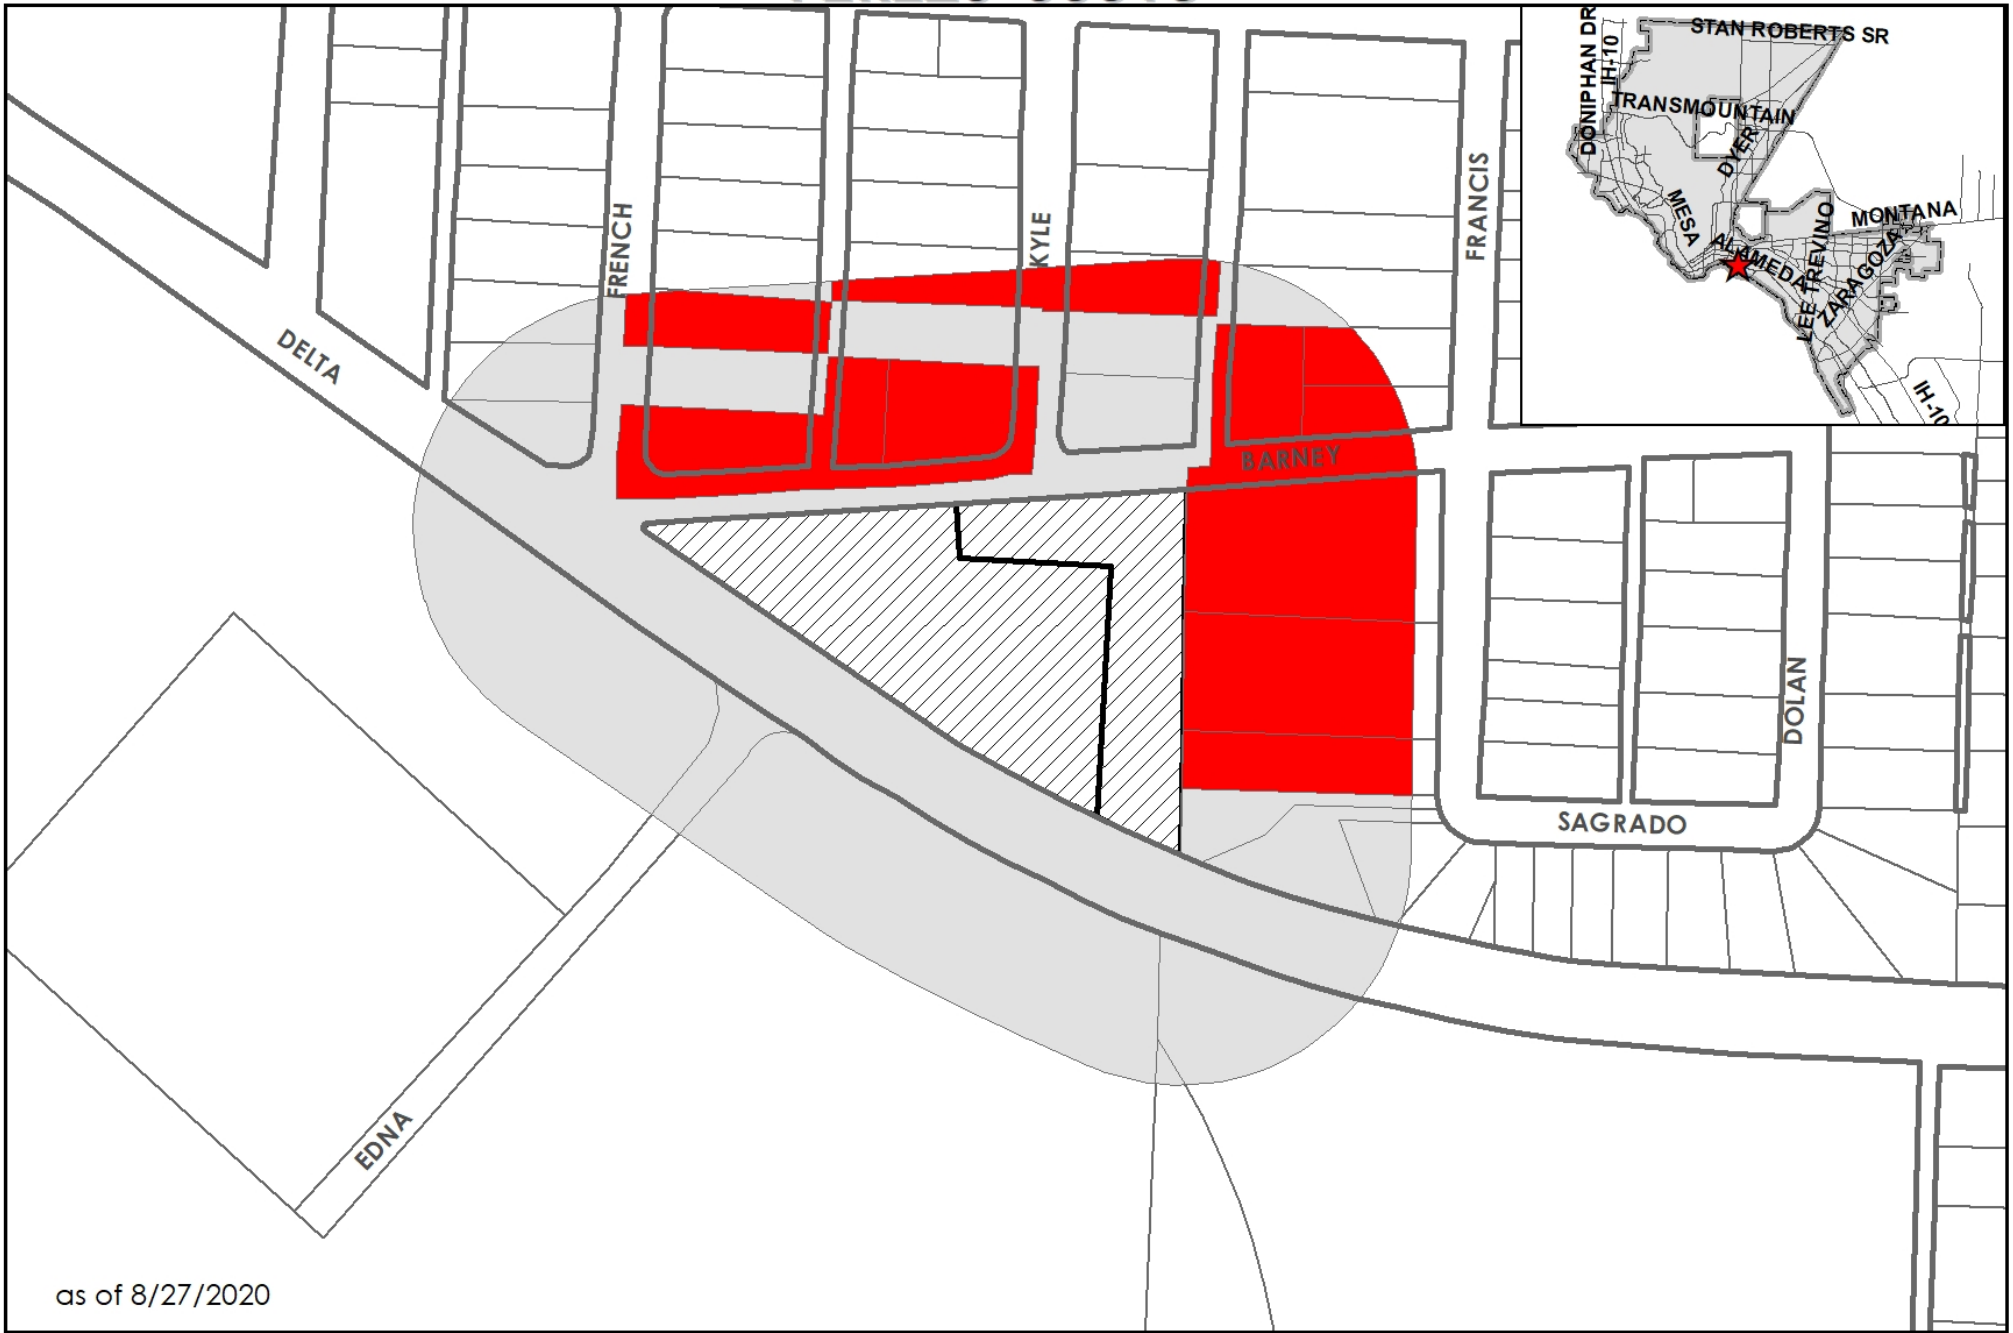 STAN ROBERTS SR
DONIPHAN DR
IH-10
TRANSMOUNTAIN
DYER
MESA
MONTANA
ALAMEDA
LEE TREVINO
ZARAGOZA
IH-10
FRENCH
KYLE
FRANCIS
DELTA
BARNEY
DOLAN
SAGRADO
EDNA
as of 8/27/2020